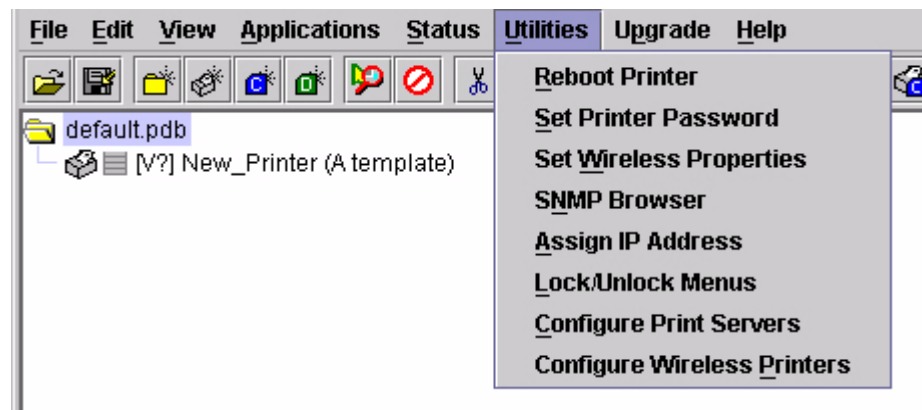 File Edit View Applications Status Utilities Upgrade Help
Reboot Printer
Set Printer Password
Set Wireless Properties
SNMP Browser
Assign IP Address
Lock/Unlock Menus
Configure Print Servers
Configure Wireless Printers
default.pdb
[V?] New_Printer (A template)